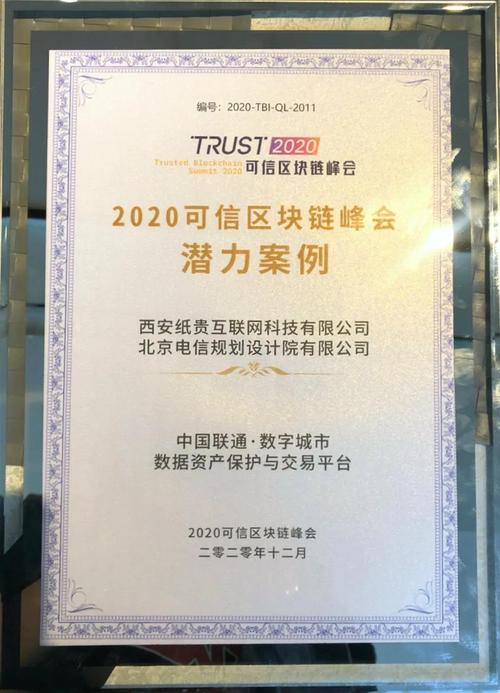 编号：2020-TBI-QL-2011
TRUST 2020
Trusted Blockchain
Summit 2020
可信区块链峰会
2020可信区块链峰会
潜力案例
西安纸贵互联网科技有限公司
北京电信规划设计院有限公司
中国联通·数字城市
数据资产保护与交易平台
2020可信区块链峰会
二零二零年十二月